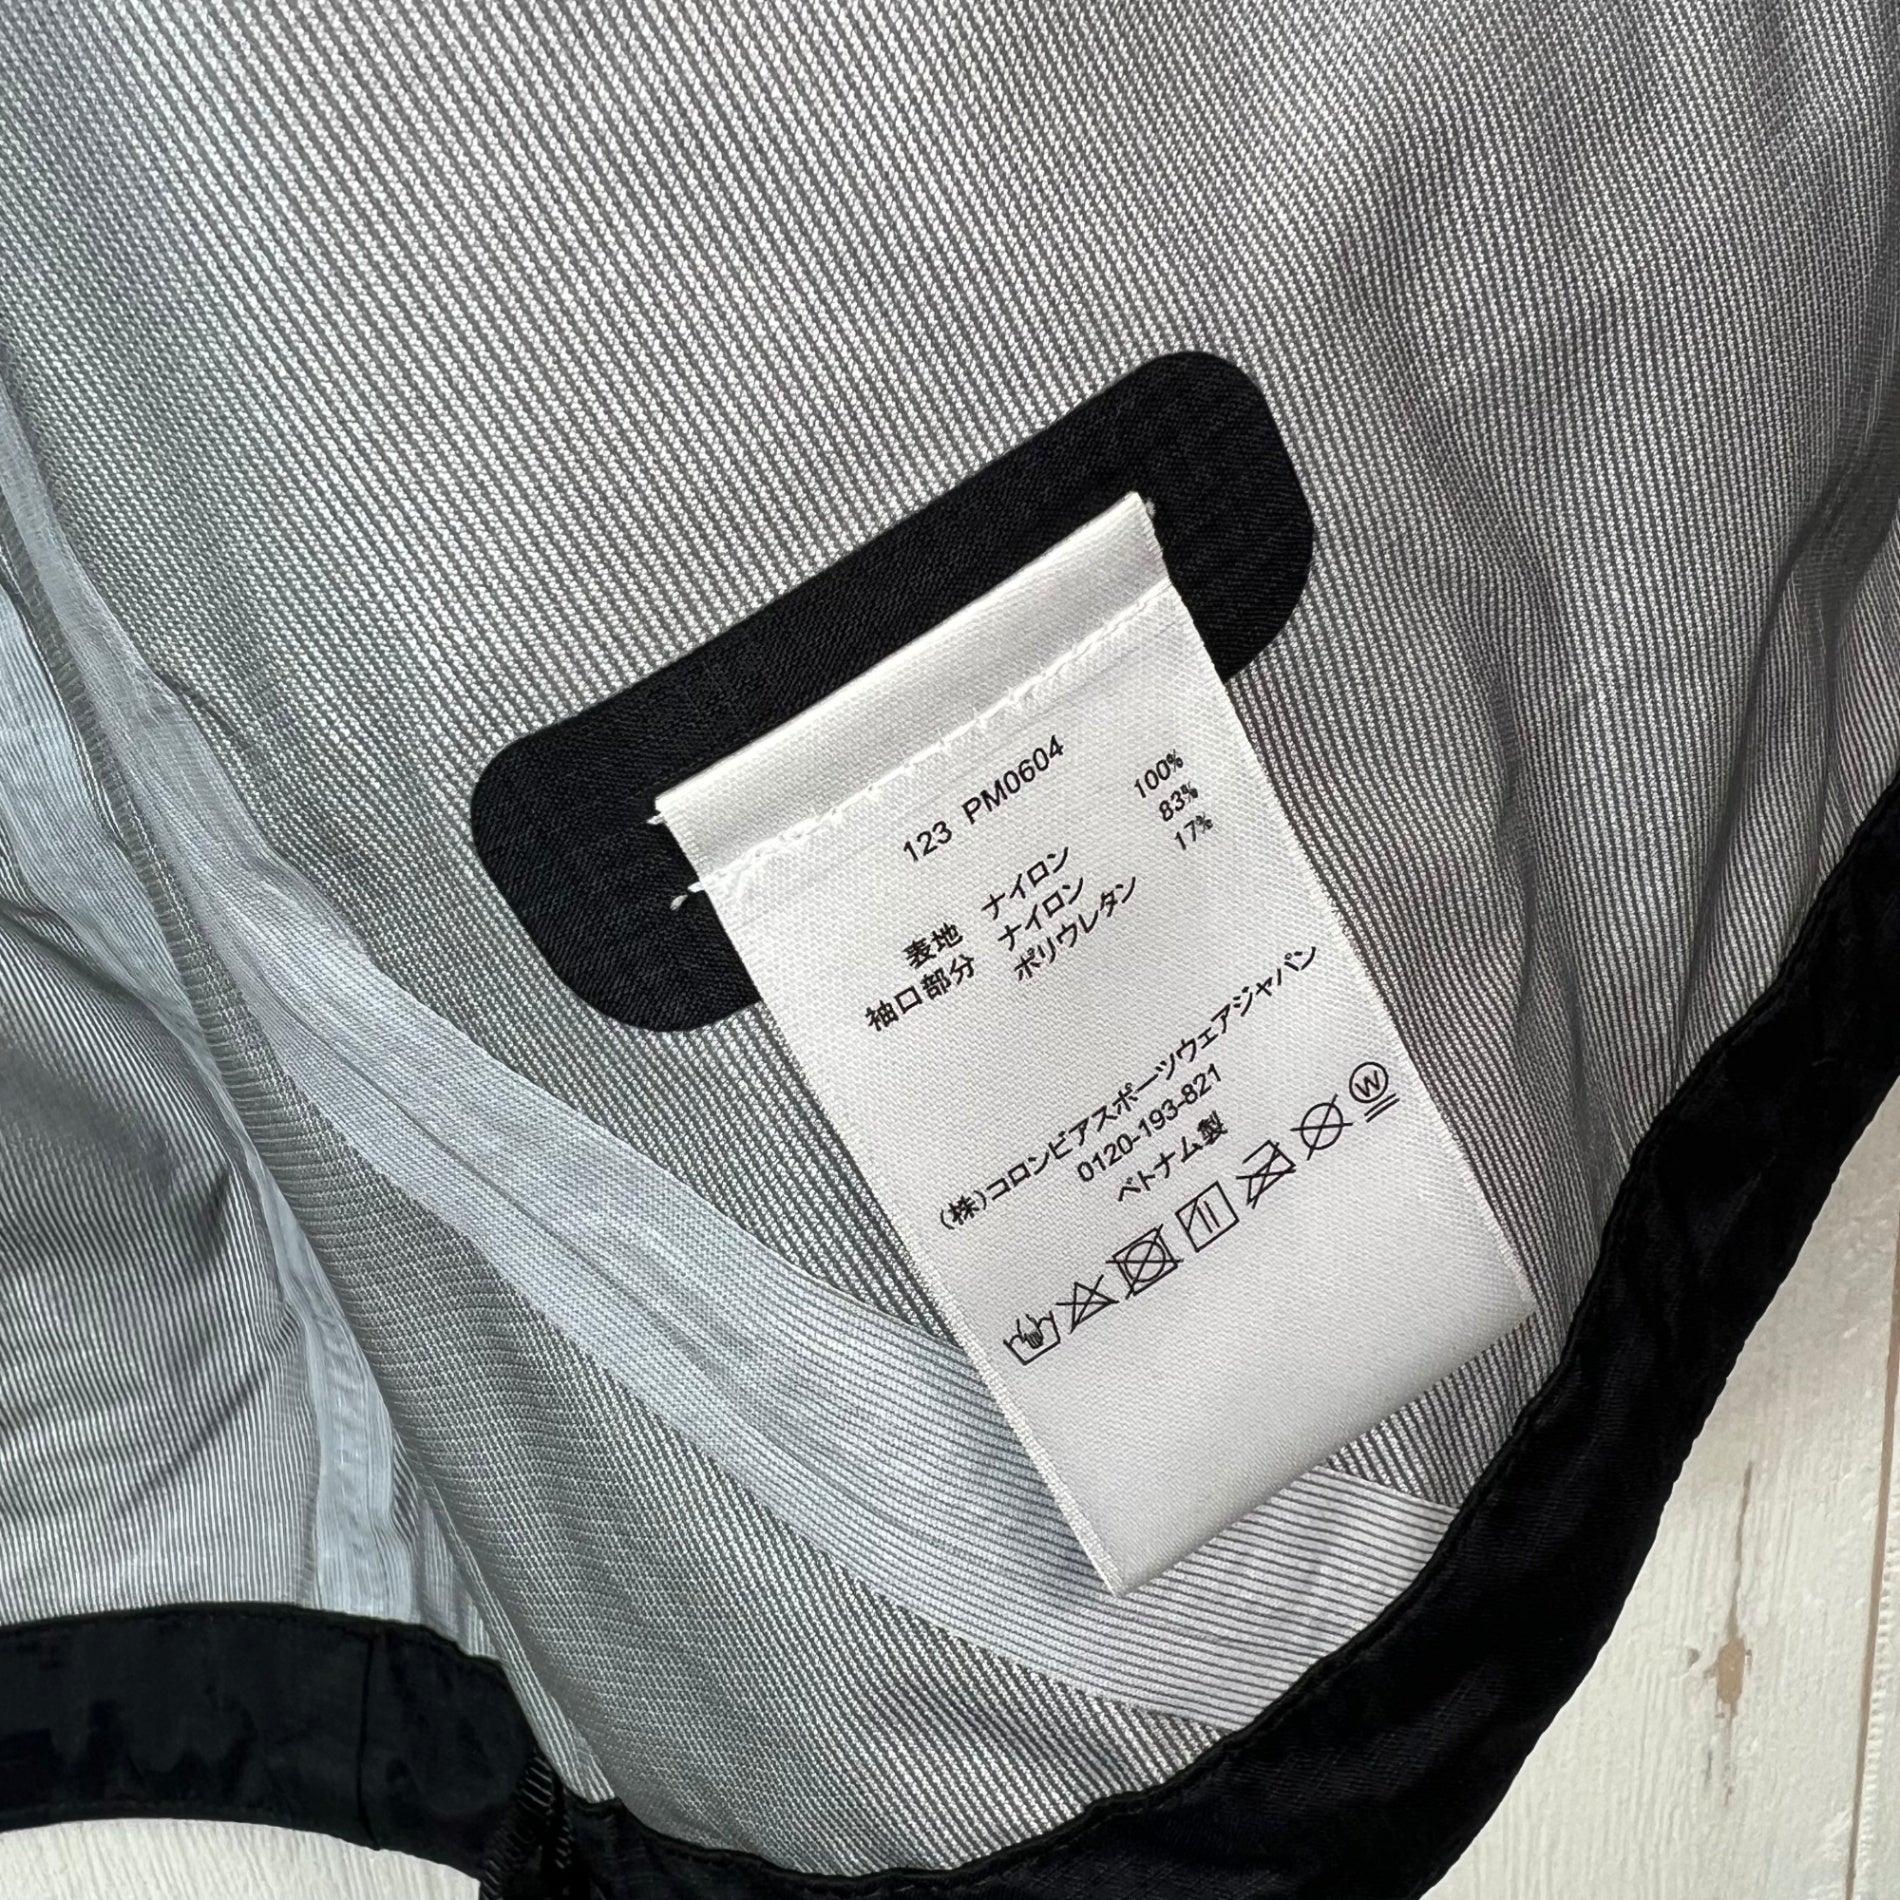 123 PM0604
表地 ナイロン 100%
袖口部分 ナイロン 83%
ポリウレタン 17%
(株)コロンビアスポーツウェアジャパン
0120-193-821
ベトナム製
W